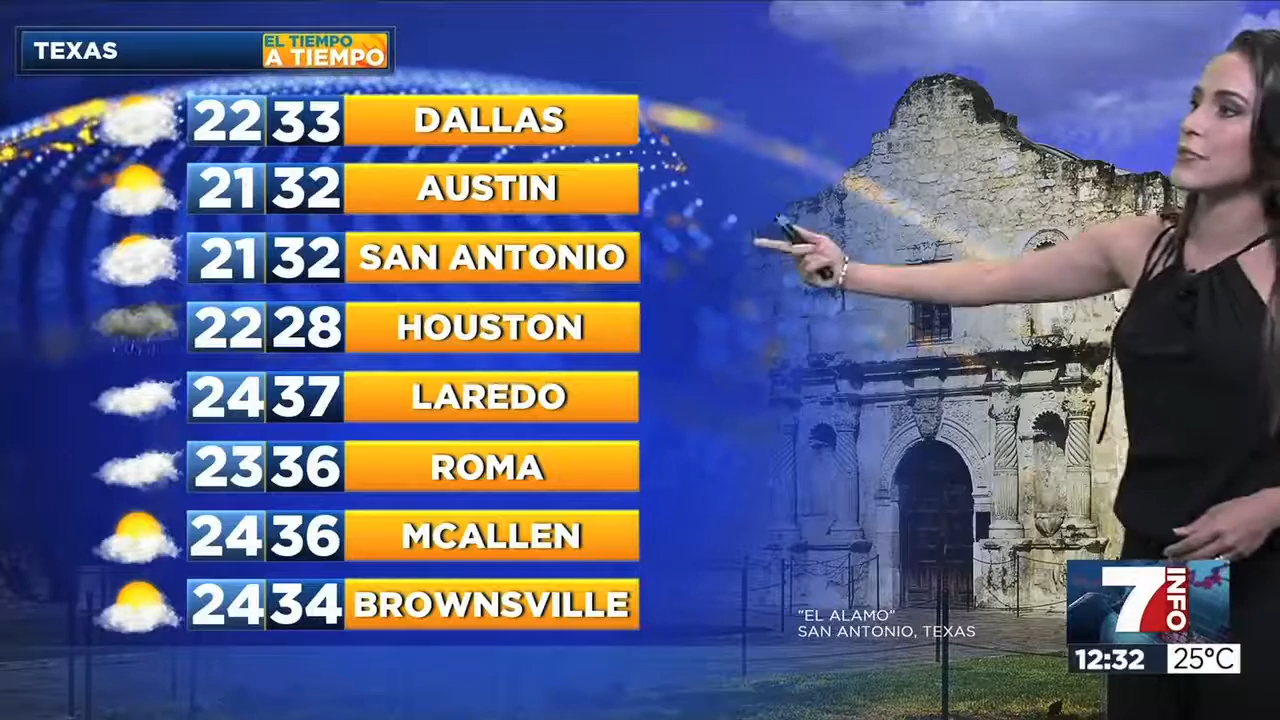 TEXAS
EL TIEMPO
A TIEMPO
22 33 DALLAS
21 32 AUSTIN
21 32 SAN ANTONIO
22 28 HOUSTON
24 37 LAREDO
23 36 ROMA
24 36 MCALLEN
24 34 BROWNSVILLE
"EL ALAMO"
SAN ANTONIO, TEXAS
7 INFO
12:32 25°C